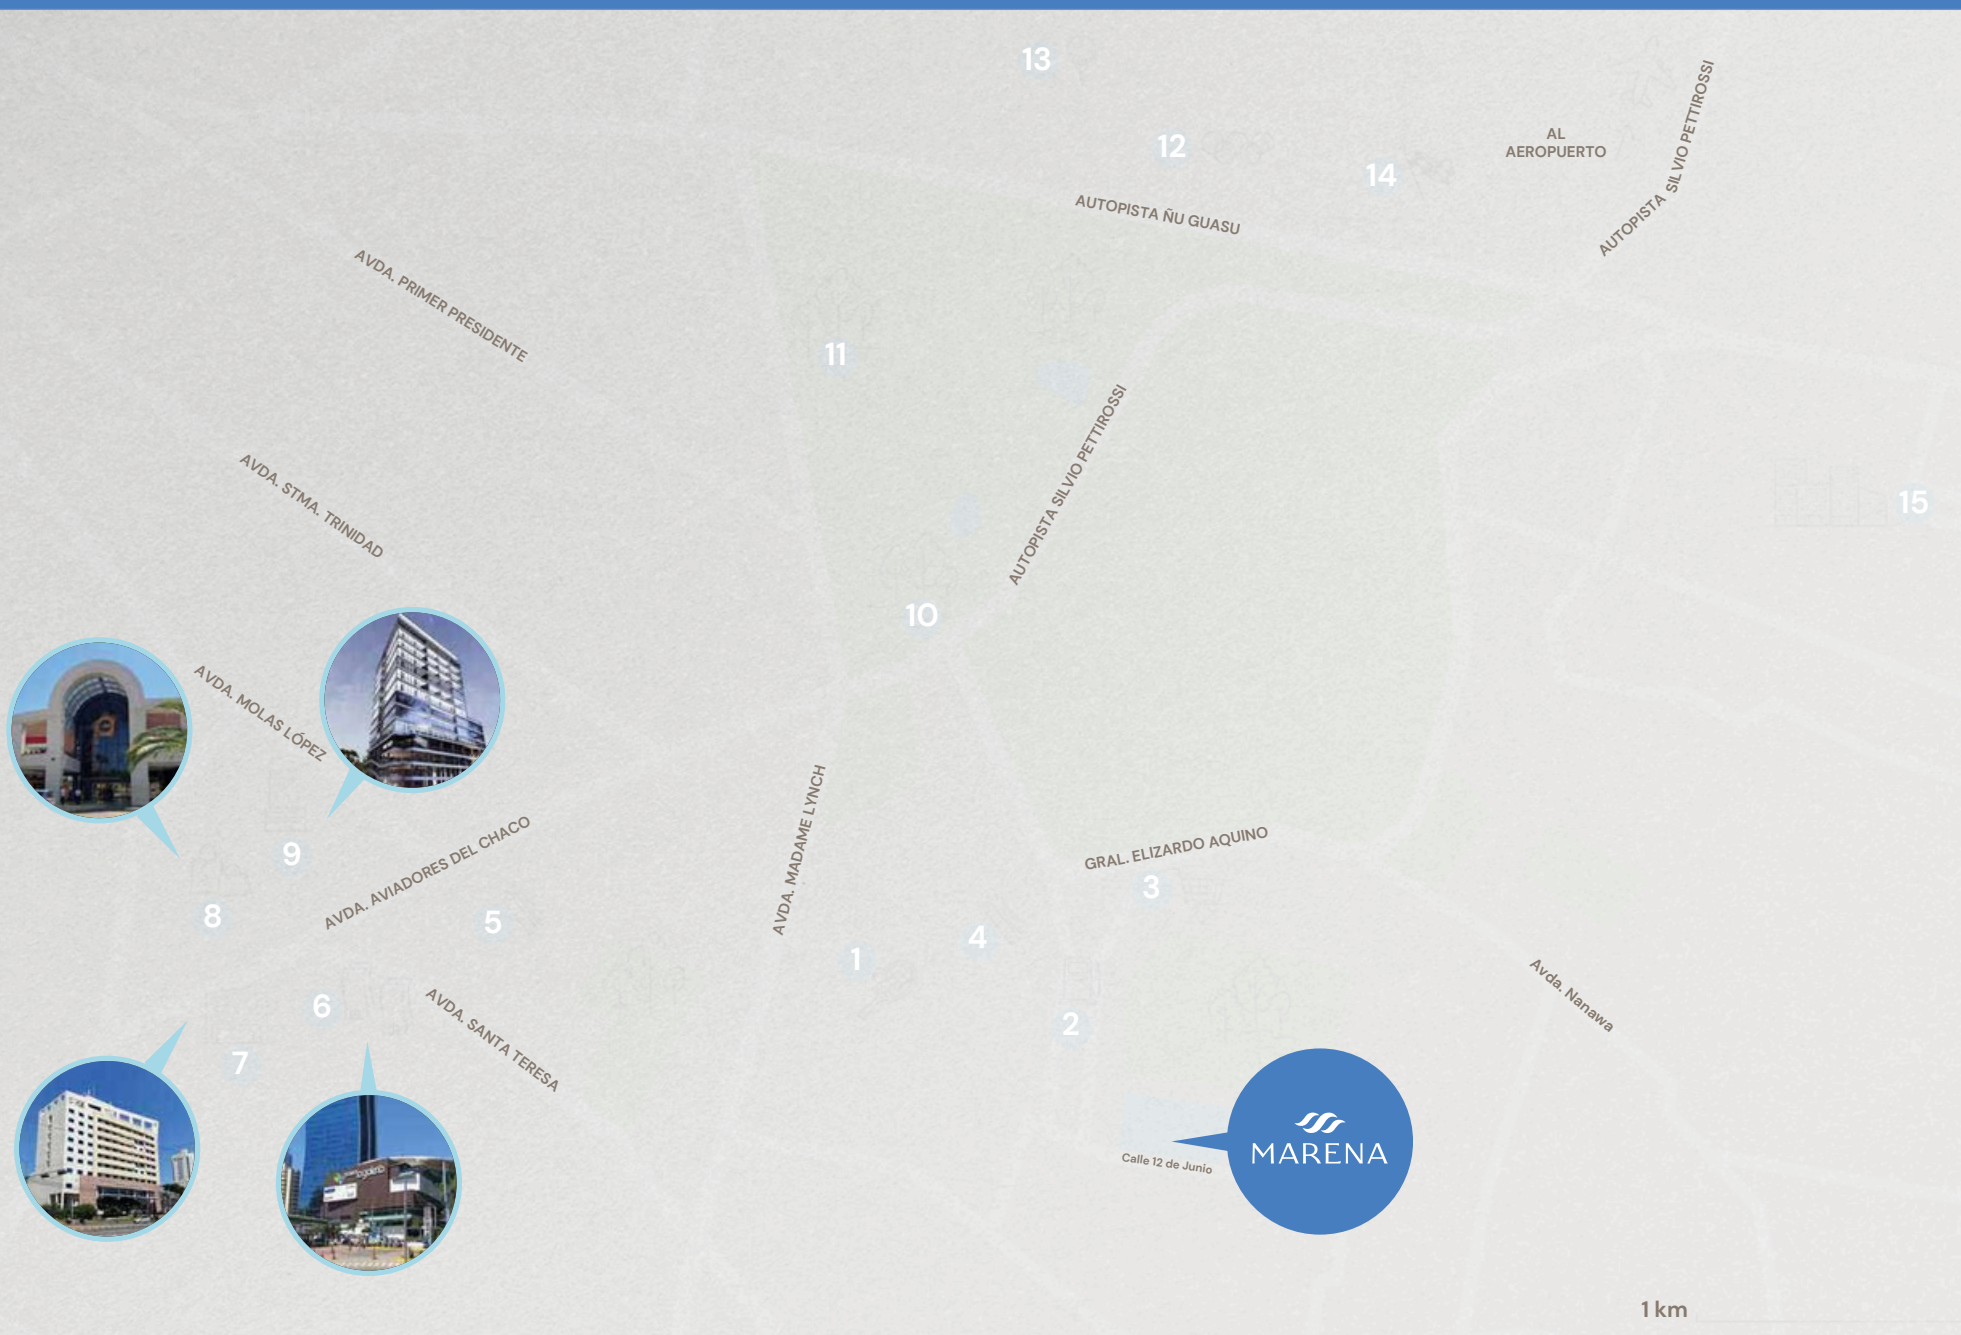 13
12
AL
AEROPUERTO
14
AUTOPISTA SILVIO PETTIROSSI
AUTOPISTA ÑU GUASU
AVDA. PRIMER PRESIDENTE
11
AUTOPISTA SILVIO PETTIROSSI
AVDA. STMA. TRINIDAD
15
10
AVDA. MOLAS LÓPEZ
AVDA. MADAME LYNCH
GRAL. ELIZARDO AQUINO
9
AVDA. AVIADORES DEL CHACO
3
8
5
4
1
Avda. Nanawa
6
AVDA. SANTA TERESA
2
7
MARENA
Calle 12 de Junio
1 km